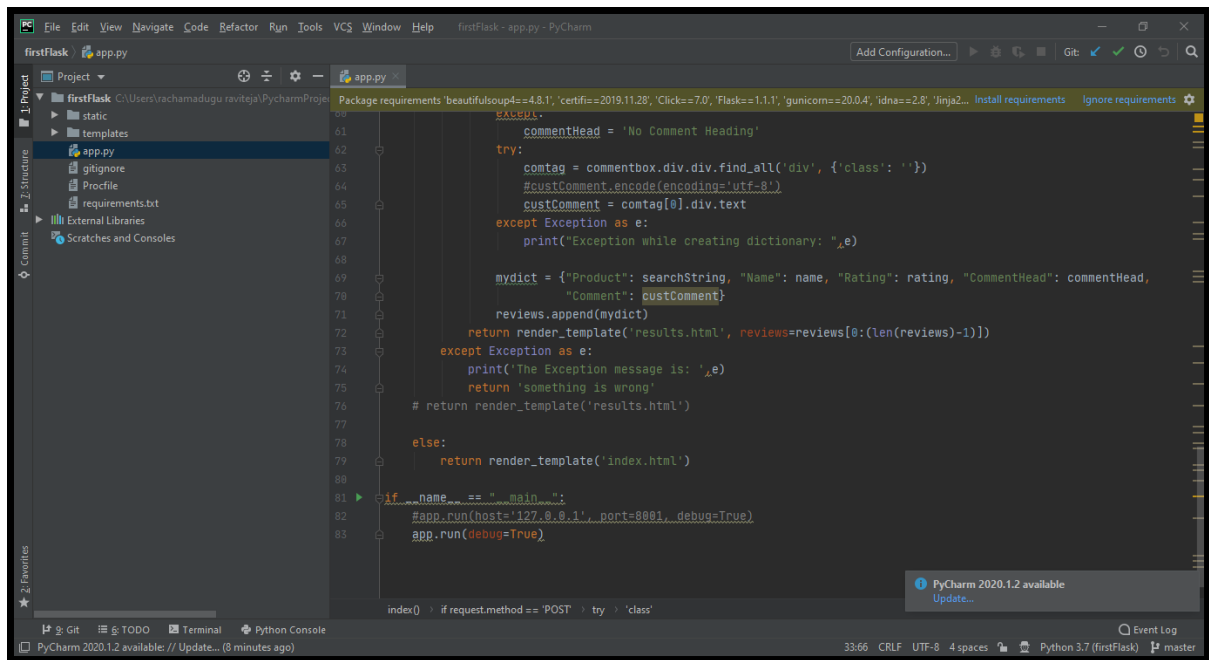 PC File Edit View Navigate Code Refactor Run Tools VCS Window Help firstFlask - app.py - PyCharm
firstFlask app.py Add Configuration... Git:
Project app.py
firstFlask C:\Users\rachamadugu raviteja\PycharmProje
Package requirements 'beautifulsoup4==4.8.1', 'certifi==2019.11.28', 'Click==7.0', 'Flask==1.1.1', 'gunicorn==20.0.4', 'idna==2.8', 'Jinja2... Install requirements Ignore requirements
static
templates
app.py
gitignore
Procfile
requirements.txt
External Libraries
Scratches and Consoles
1: Project
7: Structure
Commit
2: Favorites
60 except:
61 commentHead = 'No Comment Heading'
62 try:
63 comtag = commentbox.div.div.find_all('div', {'class': ''})
64 #custComment.encode(encoding='utf-8')
65 custComment = comtag[0].div.text
66 except Exception as e:
67 print("Exception while creating dictionary: ",e)
68
69 mydict = {"Product": searchString, "Name": name, "Rating": rating, "CommentHead": commentHead,
70 "Comment": custComment}
71 reviews.append(mydict)
72 return render_template('results.html', reviews=reviews[0:(len(reviews)-1)])
73 except Exception as e:
74 print('The Exception message is: ',e)
75 return 'something is wrong'
76 # return render_template('results.html')
77
78 else:
79 return render_template('index.html')
80
81 if __name__ == "__main__":
82 #app.run(host='127.0.0.1', port=8001, debug=True)
83 app.run(debug=True)
PyCharm 2020.1.2 available
Update...
index() if request.method == 'POST' try 'class'
9: Git 6: TODO Terminal Python Console Event Log
PyCharm 2020.1.2 available: // Update... (8 minutes ago) 33:66 CRLF UTF-8 4 spaces Python 3.7 (firstFlask) master